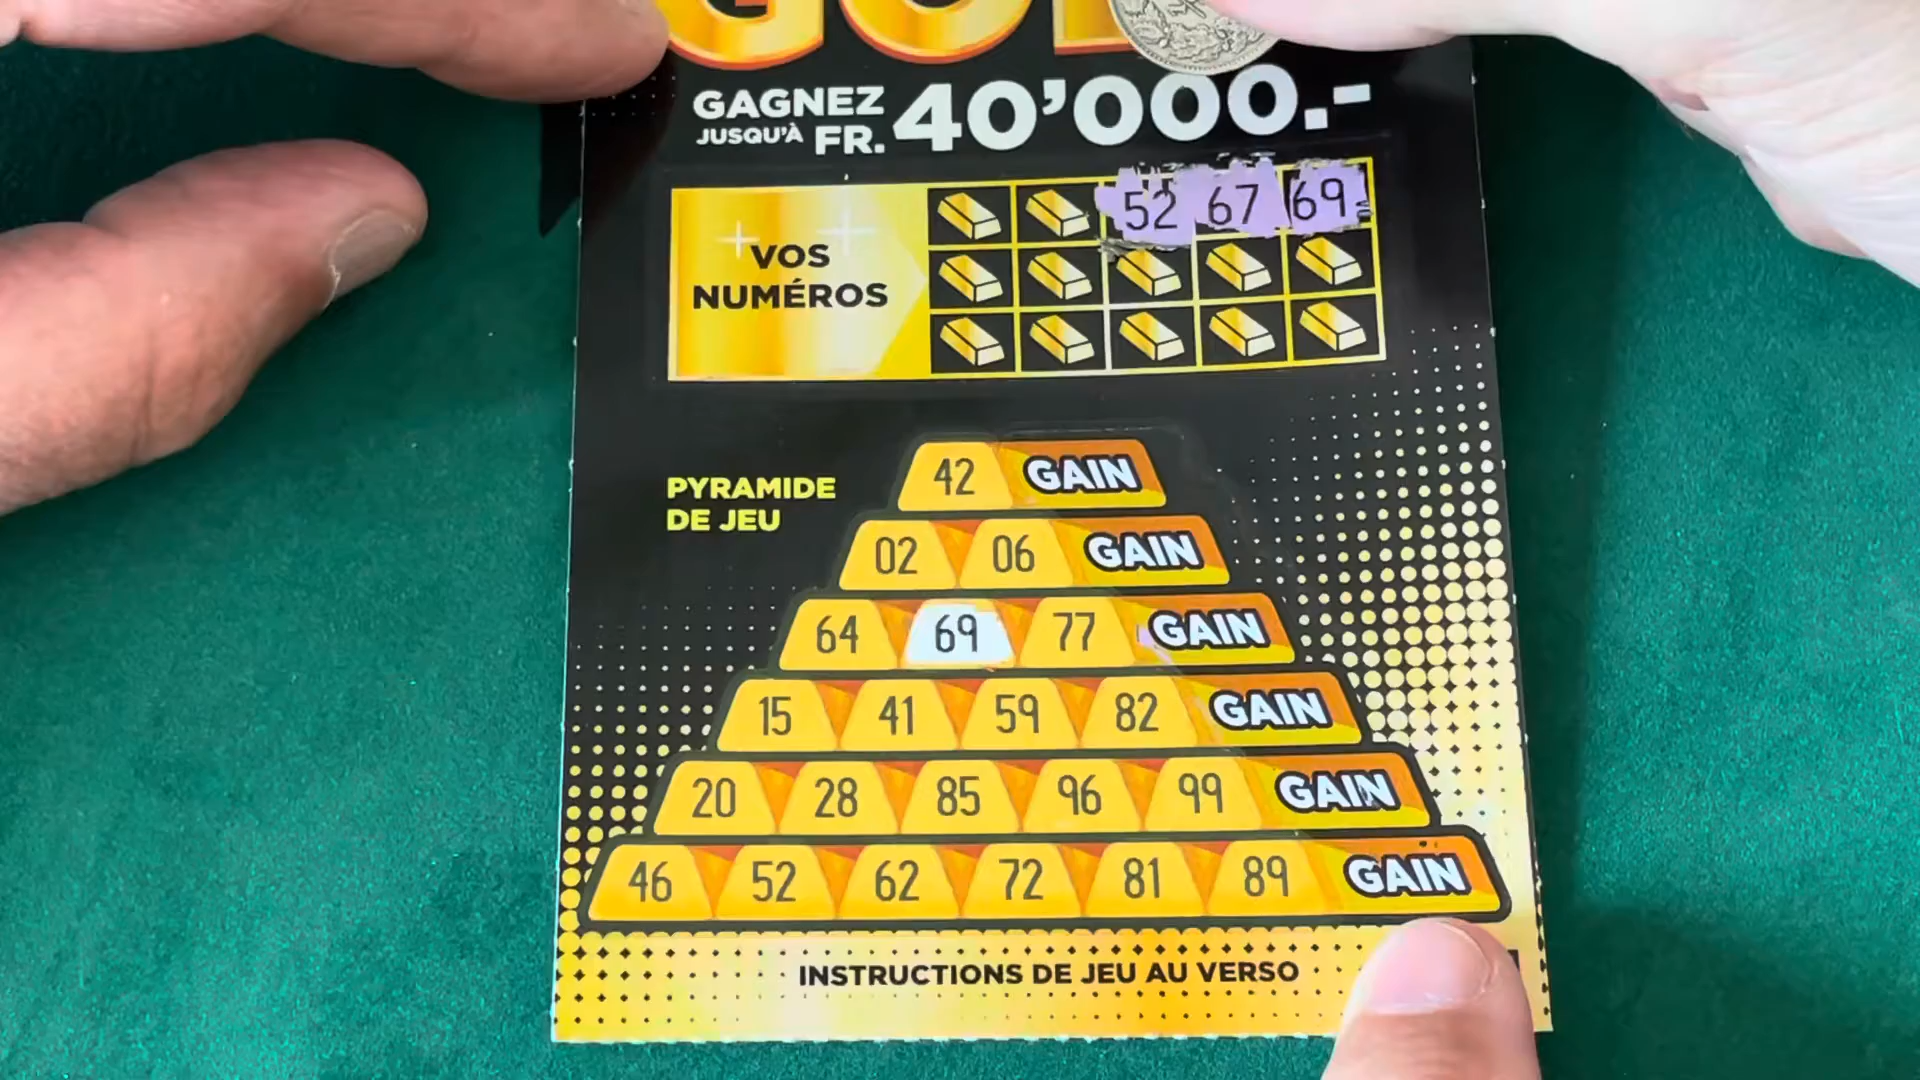 GOL
GAGNEZ
JUSQU'À FR. 40'000.-
52 67 69
VOS
NUMÉROS
PYRAMIDE
DE JEU
42 GAIN
02 06 GAIN
64 69 77 GAIN
15 41 59 82 GAIN
20 28 85 96 99 GAIN
46 52 62 72 81 89 GAIN
INSTRUCTIONS DE JEU AU VERSO